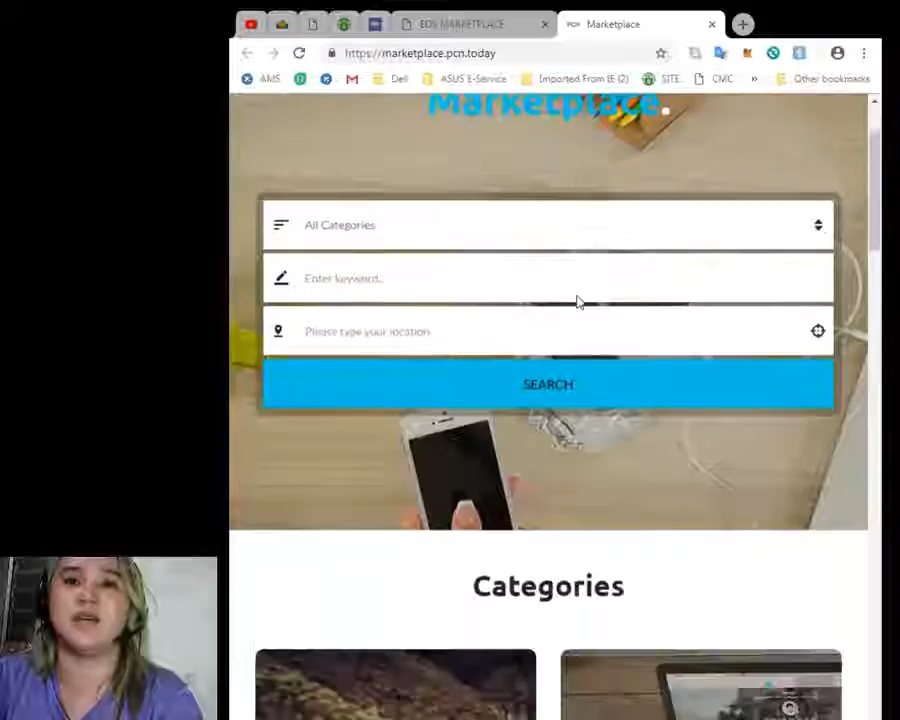 EOS MARKETPLACE
Marketplace
https://marketplace.pcn.today
AMS
Dell
ASUS E-Service
Imported From IE (2)
SITE
CMC
»
Other bookmarks
Marketplace.
All Categories
Enter keyword..
Please type your location
SEARCH
Categories